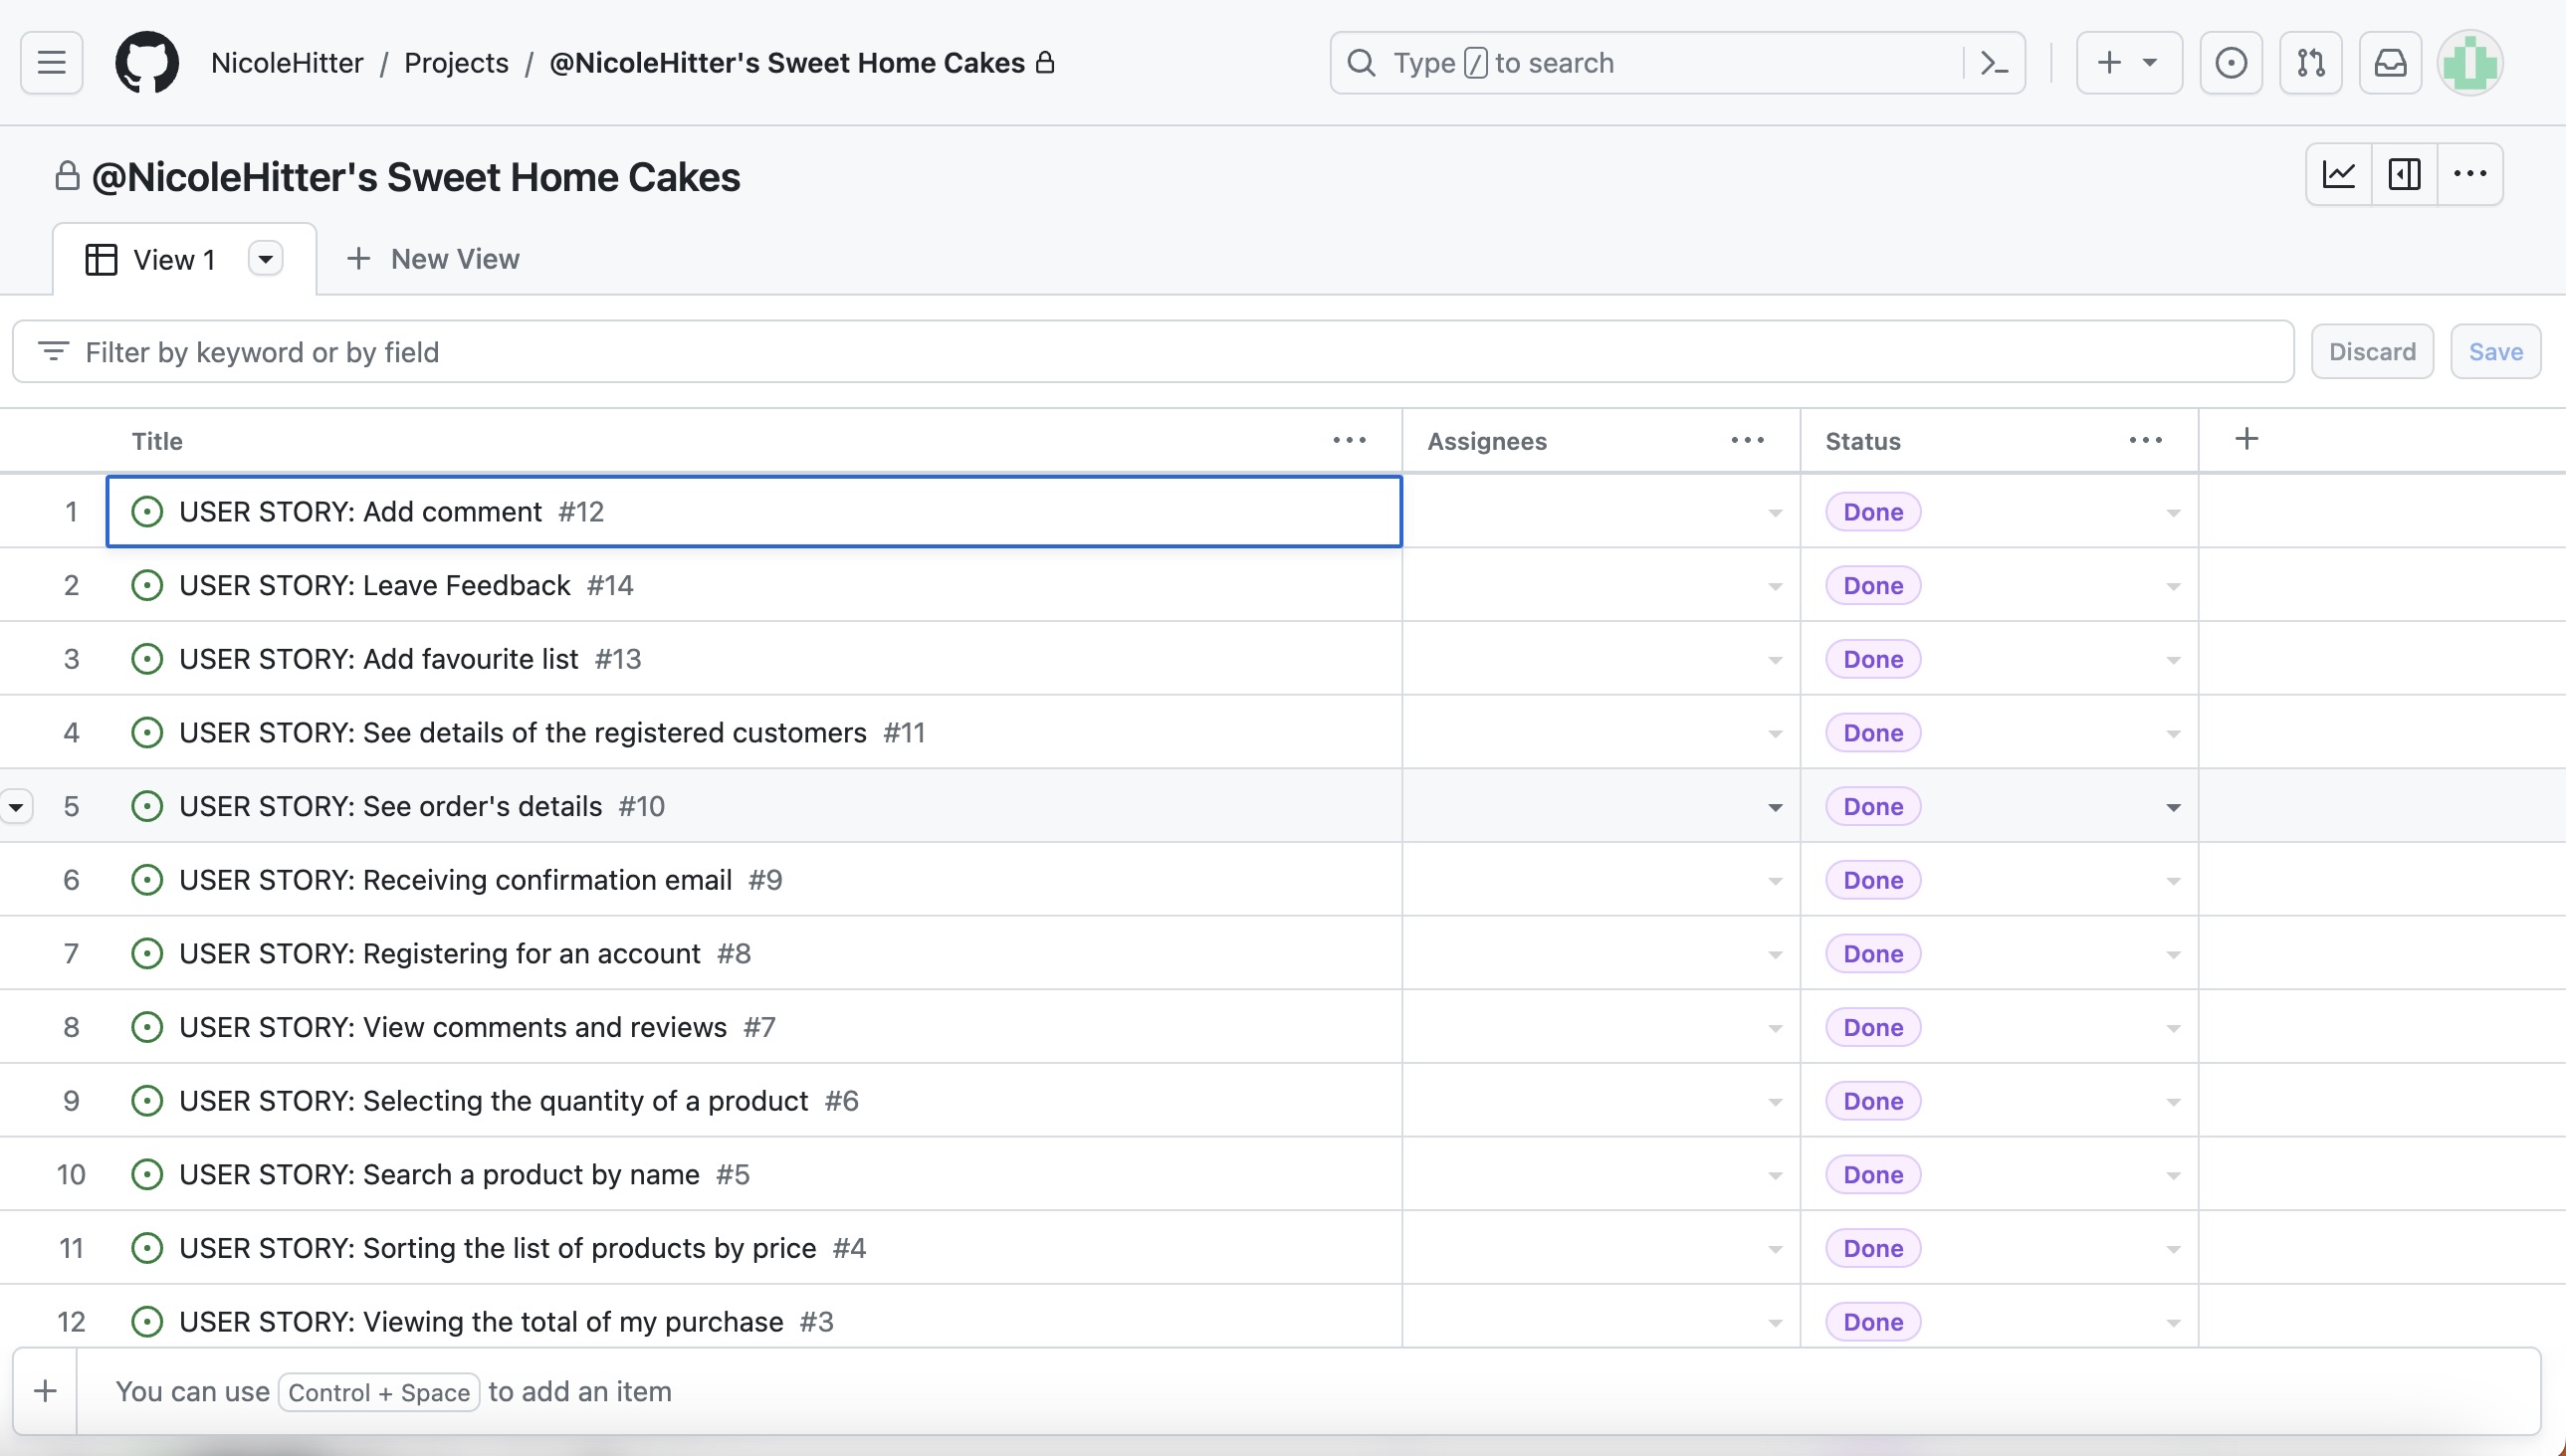 NicoleHitter / Projects / @NicoleHitter's Sweet Home Cakes
Type / to search
@NicoleHitter's Sweet Home Cakes
View 1
New View
Filter by keyword or by field
Discard
Save
Title
Assignees
Status
1 USER STORY: Add comment #12 Done
2 USER STORY: Leave Feedback #14 Done
3 USER STORY: Add favourite list #13 Done
4 USER STORY: See details of the registered customers #11 Done
5 USER STORY: See order's details #10 Done
6 USER STORY: Receiving confirmation email #9 Done
7 USER STORY: Registering for an account #8 Done
8 USER STORY: View comments and reviews #7 Done
9 USER STORY: Selecting the quantity of a product #6 Done
10 USER STORY: Search a product by name #5 Done
11 USER STORY: Sorting the list of products by price #4 Done
12 USER STORY: Viewing the total of my purchase #3 Done
You can use Control + Space to add an item